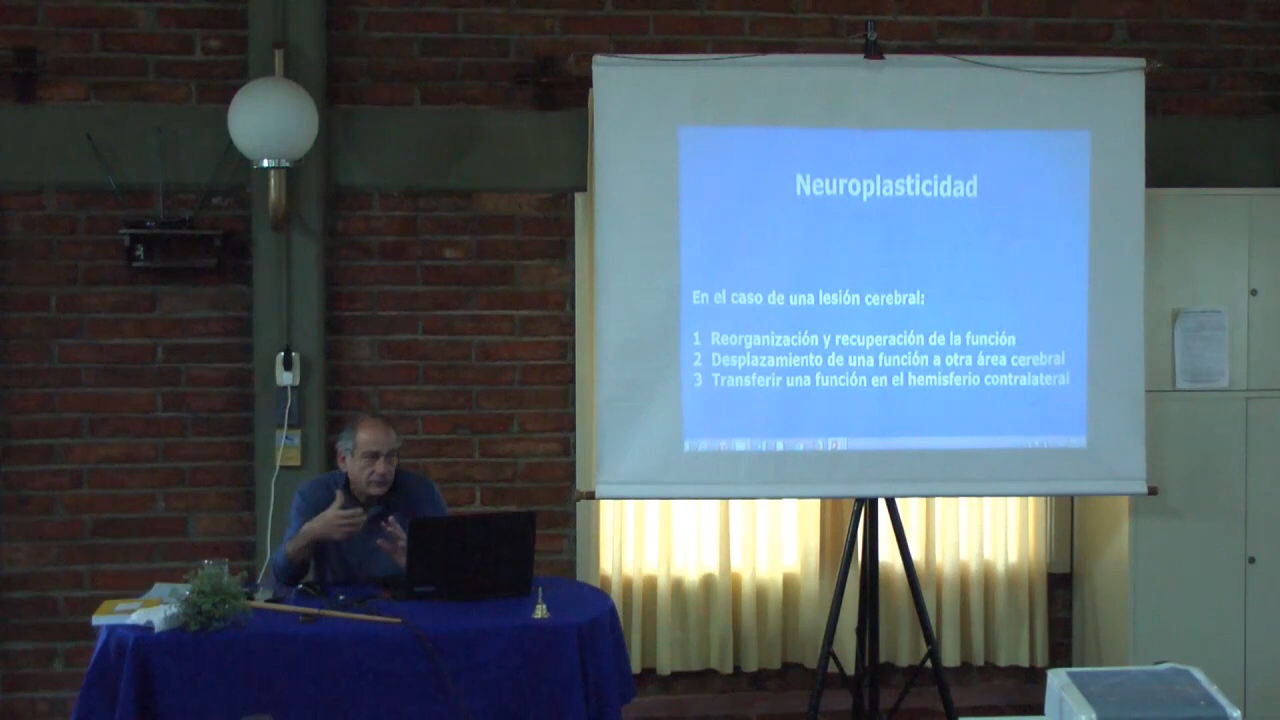 Neuroplasticidad
En el caso de una lesión cerebral:
1 Reorganización y recuperación de la función
2 Desplazamiento de una función a otra área cerebral
3 Transferir una función en el hemisferio contralateral